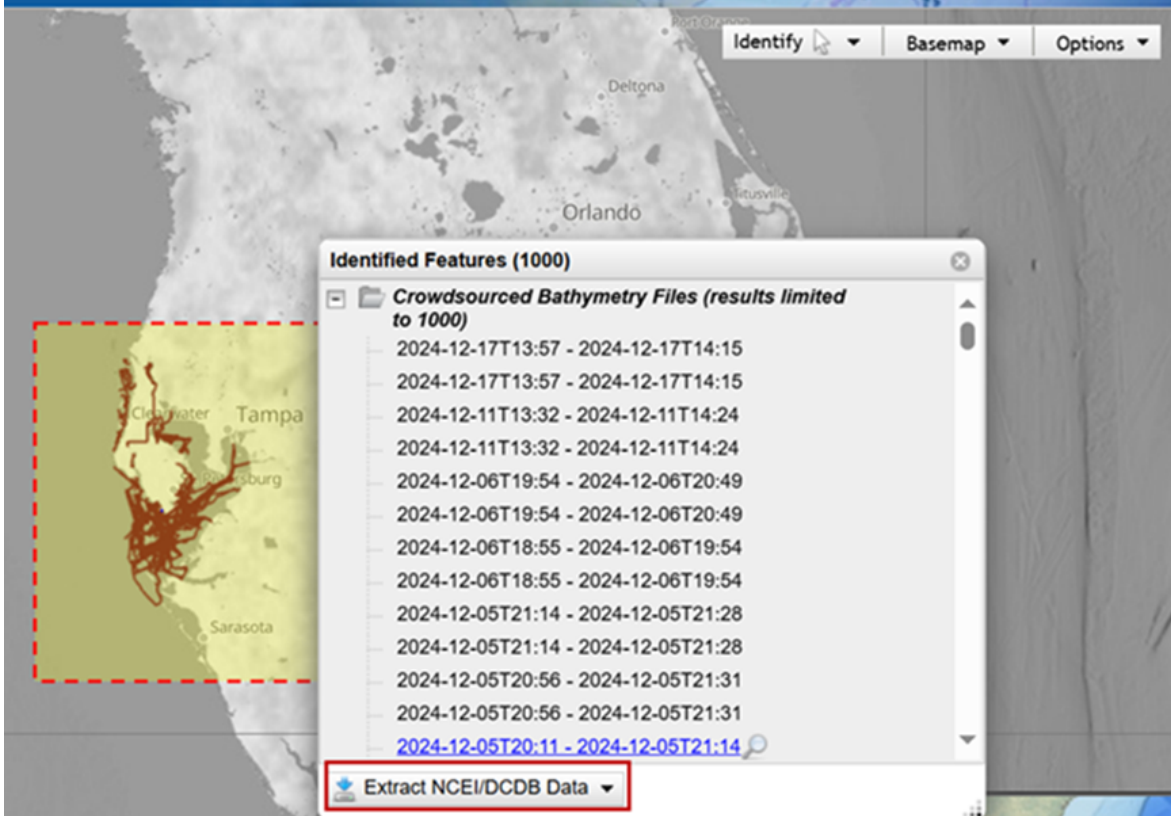 Port Orange
Identify
Basemap
Options
Deltona
Titusville
Orlando
Identified Features (1000)
Crowdsourced Bathymetry Files (results limited
to 1000)
2024-12-17T13:57 - 2024-12-17T14:15
2024-12-17T13:57 - 2024-12-17T14:15
2024-12-11T13:32 - 2024-12-11T14:24
2024-12-11T13:32 - 2024-12-11T14:24
Clearwater
Tampa
2024-12-06T19:54 - 2024-12-06T20:49
Petersburg
2024-12-06T19:54 - 2024-12-06T20:49
2024-12-06T18:55 - 2024-12-06T19:54
2024-12-06T18:55 - 2024-12-06T19:54
2024-12-05T21:14 - 2024-12-05T21:28
Sarasota
2024-12-05T21:14 - 2024-12-05T21:28
2024-12-05T20:56 - 2024-12-05T21:31
2024-12-05T20:56 - 2024-12-05T21:31
2024-12-05T20:11 - 2024-12-05T21:14
Extract NCEI/DCDB Data